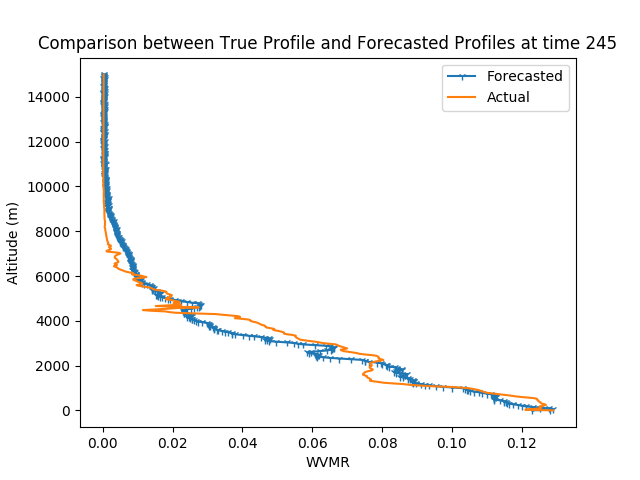 Comparison between True Profile and Forecasted Profiles at time 245
Forecasted
Actual
14000
12000
10000
8000
6000
4000
2000
0
Altitude (m)
0.00 0.02 0.04 0.06 0.08 0.10 0.12
WVMR